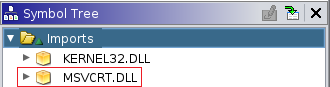 Symbol Tree
Imports
KERNEL32.DLL
MSVCRT.DLL